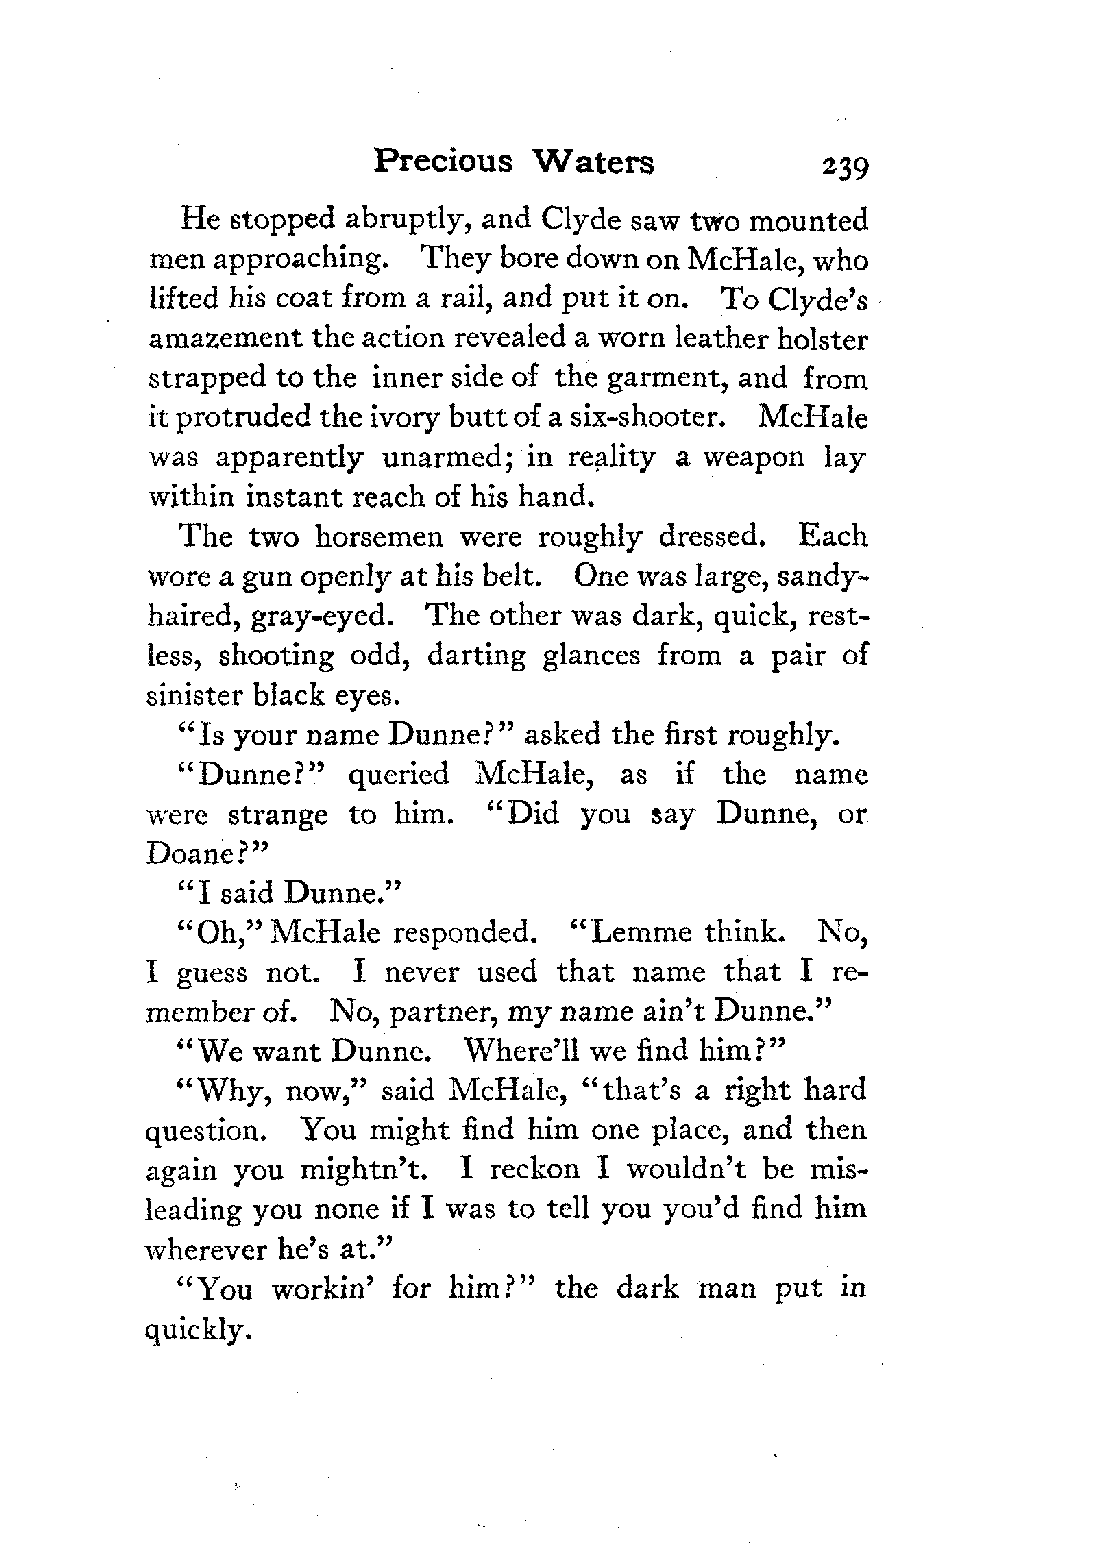 Precious Waters 239
He stopped abruptly, and Clyde saw two mounted
men approaching. They bore down on McHale, who
lifted his coat from a rail, and put it on. To Clyde's
amazement the action revealed a worn leather holster
strapped to the inner side of the garment, and from
it protruded the ivory butt of a six-shooter. McHale
was apparently unarmed; in reality a weapon lay
within instant reach of his hand.
The two horsemen were roughly dressed. Each
wore a gun openly at his belt. One was large, sandy-
haired, gray-eyed. The other was dark, quick, rest-
less, shooting odd, darting glances from a pair of
sinister black eyes.
"Is your name Dunne?" asked the first roughly.
"Dunne?" queried McHale, as if the name
were strange to him. "Did you say Dunne, or
Doane?"
"I said Dunne."
"Oh," McHale responded. "Lemme think. No,
I guess not. I never used that name that I re-
member of. No, partner, my name ain't Dunne."
"We want Dunne. Where'll we find him?"
"Why, now," said McHale, "that's a right hard
question. You might find him one place, and then
again you mightn't. I reckon I wouldn't be mis-
leading you none if I was to tell you you'd find him
wherever he's at."
"You workin' for him?" the dark man put in
quickly.